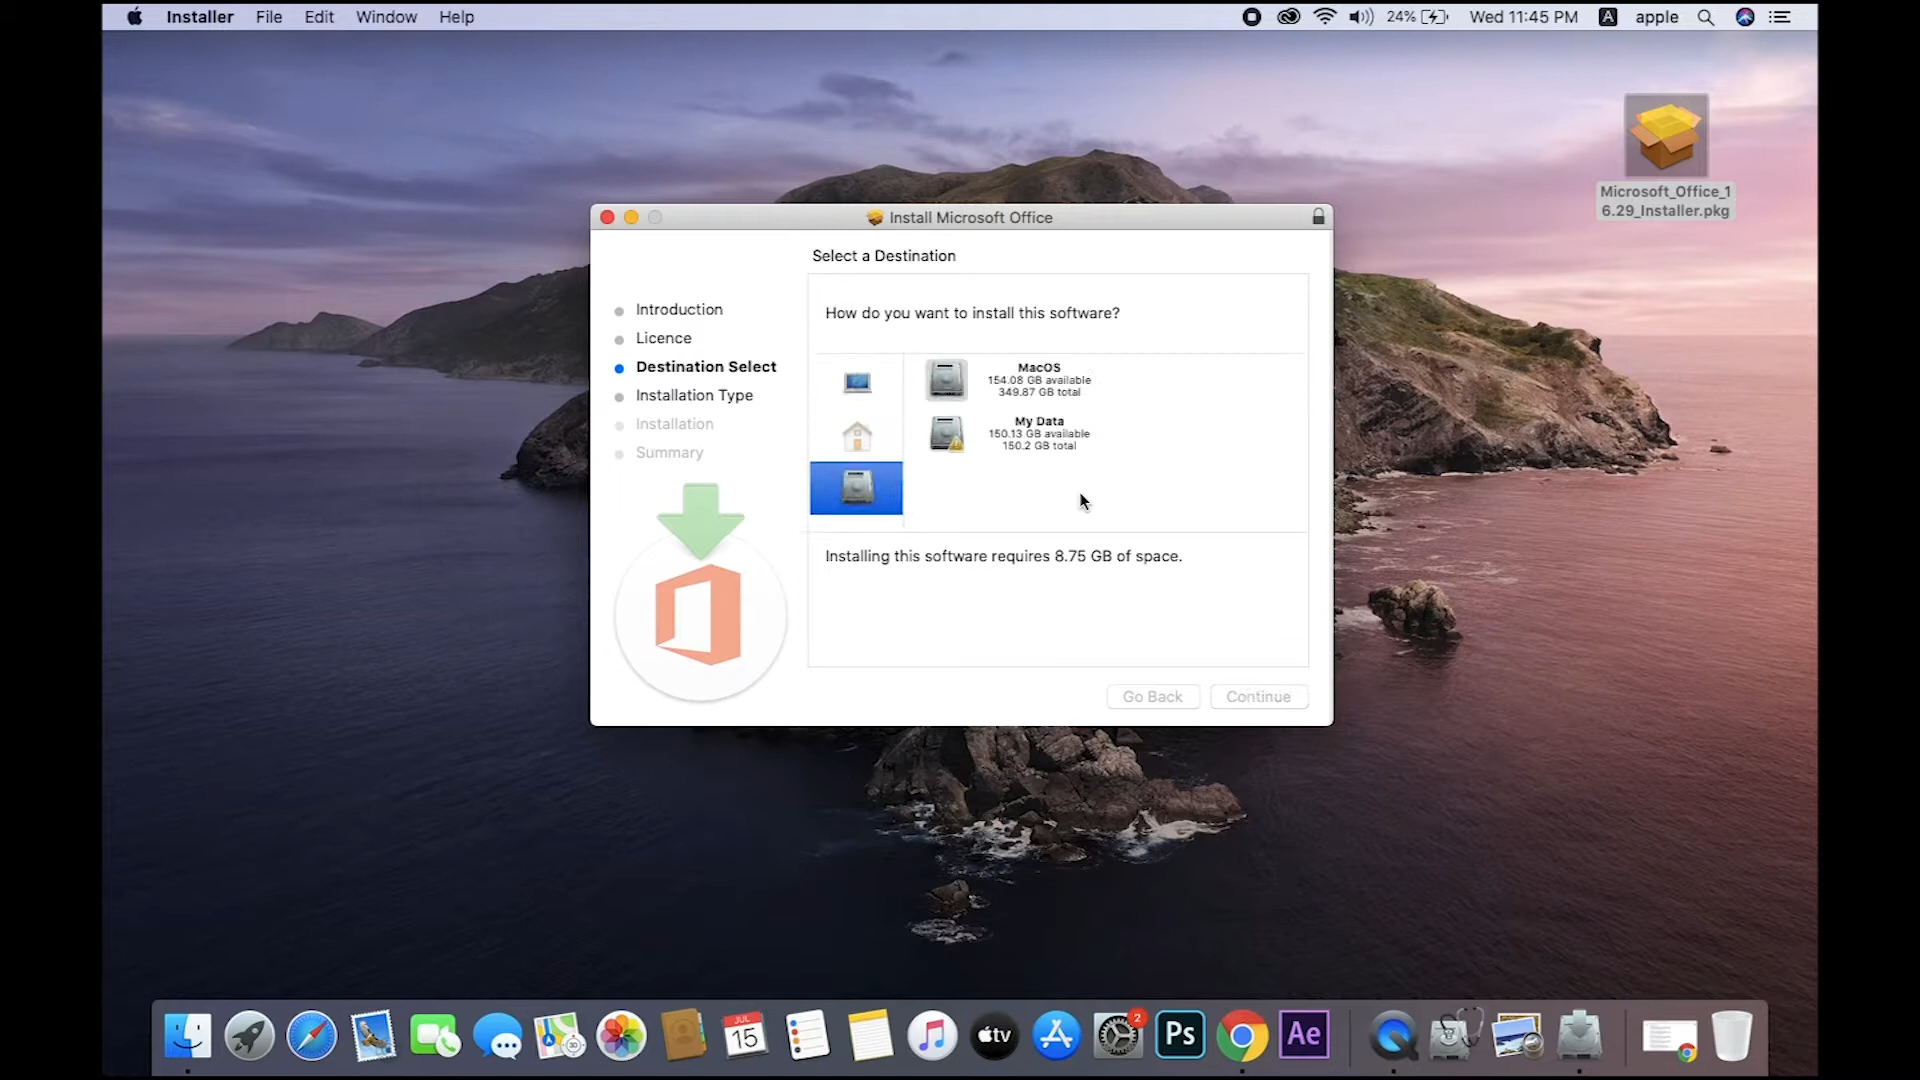 Installer File Edit Window Help 24% Wed 11:45 PM A apple
Microsoft_Office_1
6.29_Installer.pkg
Install Microsoft Office
Select a Destination
Introduction
Licence
Destination Select
Installation Type
Installation
Summary
How do you want to install this software?
MacOS
154.08 GB available
349.87 GB total
My Data
150.13 GB available
150.2 GB total
Installing this software requires 8.75 GB of space.
Go Back Continue
JUL
15
3D
tv
2
Ps
Ae